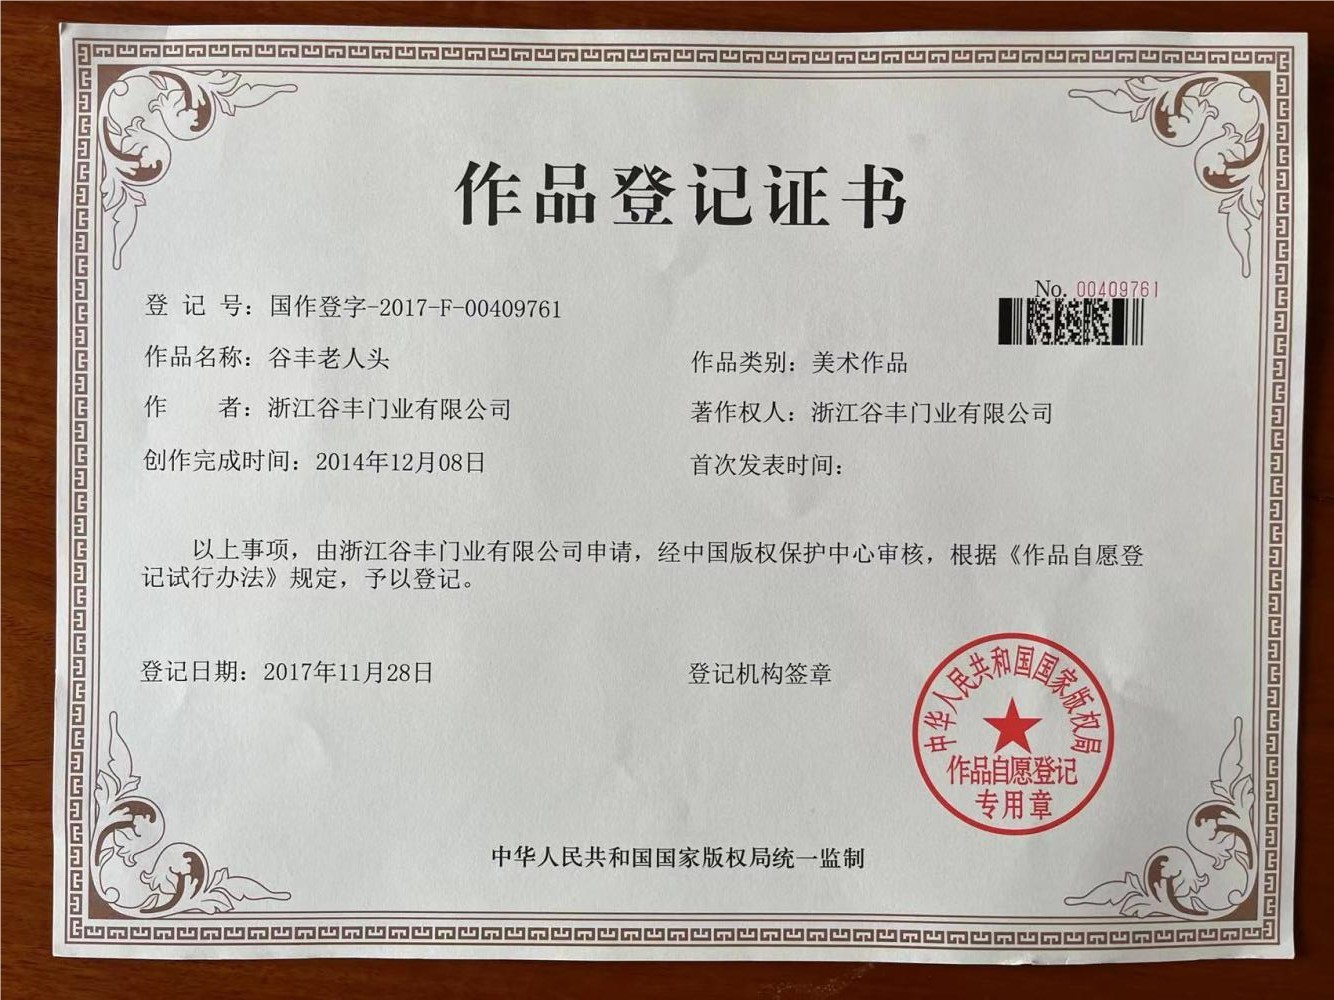 作品登记证书
No. 00409761
登 记 号：国作登字-2017-F-00409761
作品名称：谷丰老人头
作品类别：美术作品
作 者：浙江谷丰门业有限公司
著作权人：浙江谷丰门业有限公司
创作完成时间：2014年12月08日
首次发表时间：
以上事项，由浙江谷丰门业有限公司申请，经中国版权保护中心审核，根据《作品自愿登
记试行办法》规定，予以登记。
登记日期：2017年11月28日
登记机构签章
中华人民共和国国家版权局
作品自愿登记
专用章
中华人民共和国国家版权局统一监制